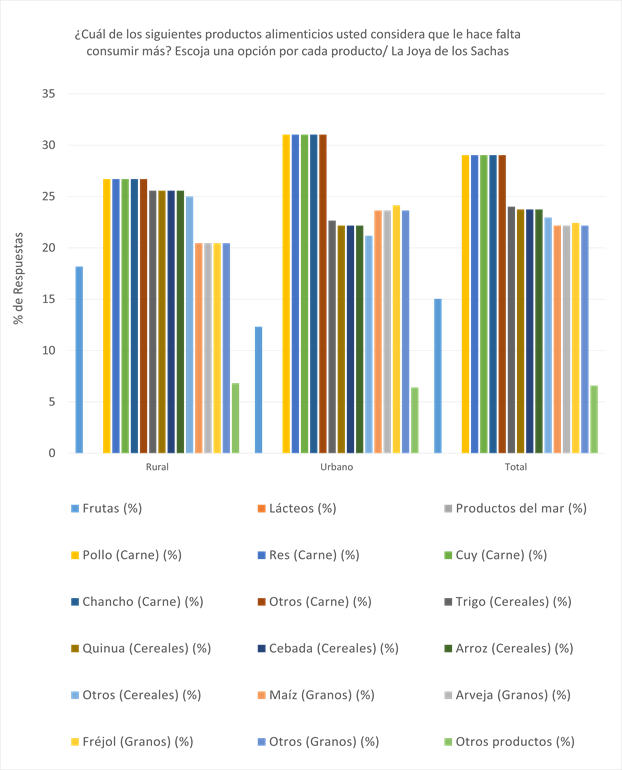 ¿Cuál de los siguientes productos alimenticios usted considera que le hace falta
consumir más? Escoja una opción por cada producto/ La Joya de los Sachas
35
30
25
20
15
10
5
0
% de Respuestas
Rural
Urbano
Total
Frutas (%)
Lácteos (%)
Productos del mar (%)
Pollo (Carne) (%)
Res (Carne) (%)
Cuy (Carne) (%)
Chancho (Carne) (%)
Otros (Carne) (%)
Trigo (Cereales) (%)
Quinua (Cereales) (%)
Cebada (Cereales) (%)
Arroz (Cereales) (%)
Otros (Cereales) (%)
Maíz (Granos) (%)
Arveja (Granos) (%)
Fréjol (Granos) (%)
Otros (Granos) (%)
Otros productos (%)